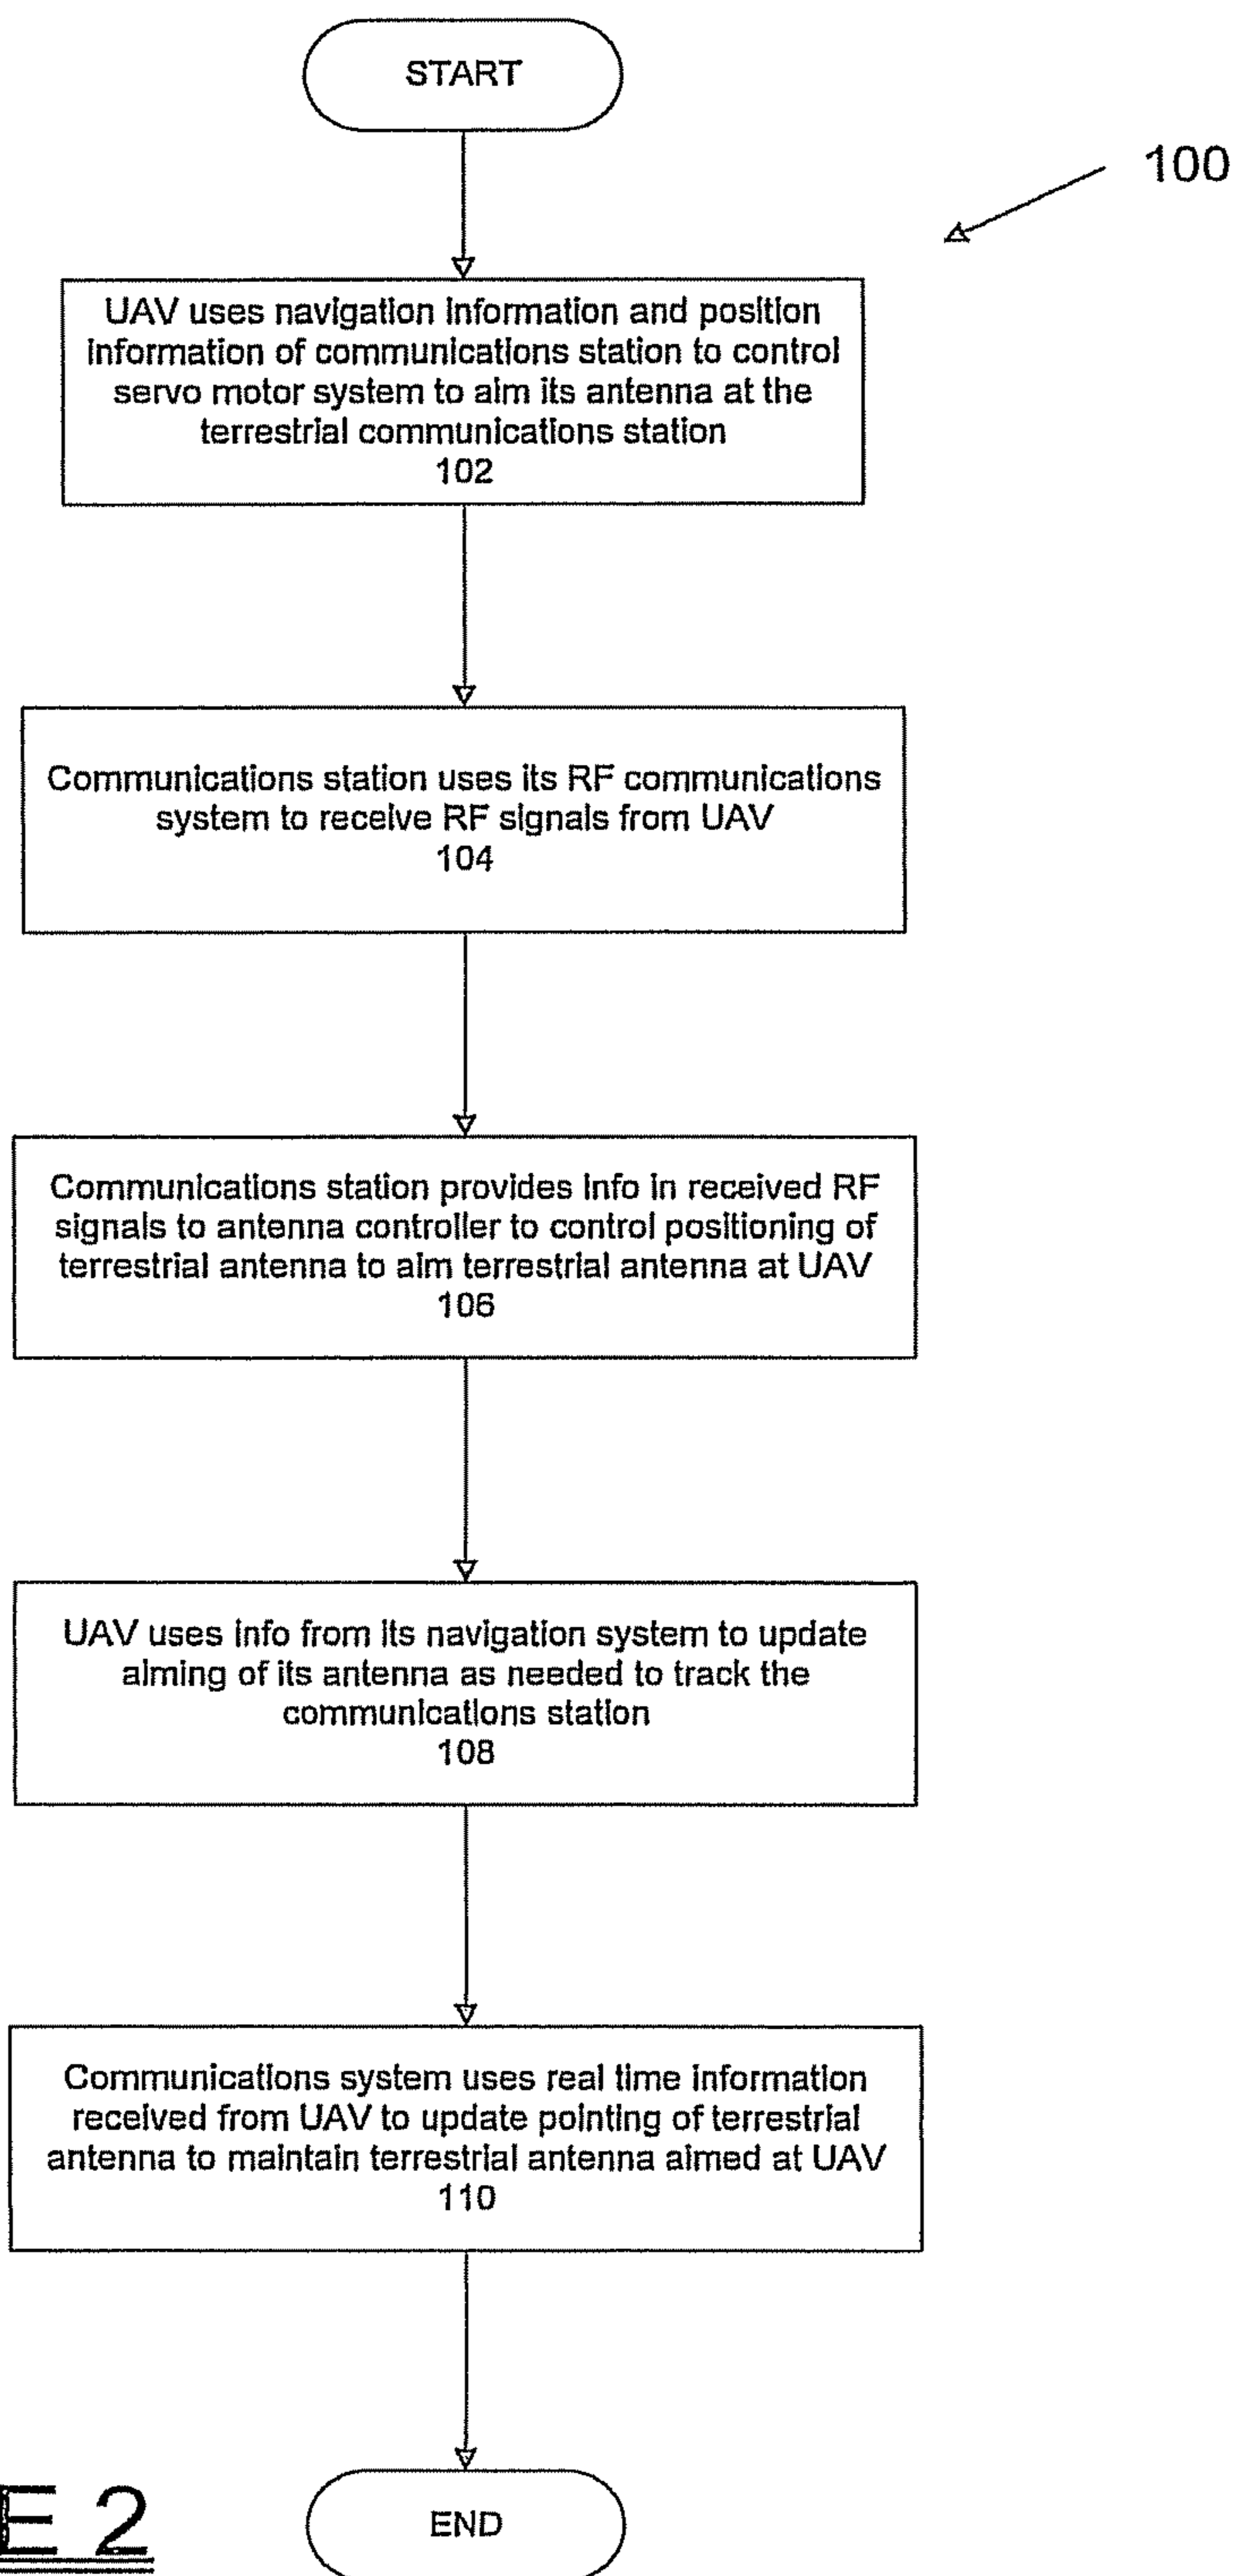 START
100
UAV uses navigation information and position
information of communications station to control
servo motor system to aim its antenna at the
terrestrial communications station
102
Communications station uses its RF communications
system to receive RF signals from UAV
104
Communications station provides info in received RF
signals to antenna controller to control positioning of
terrestrial antenna to aim terrestrial antenna at UAV
106
UAV uses info from its navigation system to update
aiming of its antenna as needed to track the
communications station
108
Communications system uses real time information
received from UAV to update pointing of terrestrial
antenna to maintain terrestrial antenna aimed at UAV
110
E 2
END